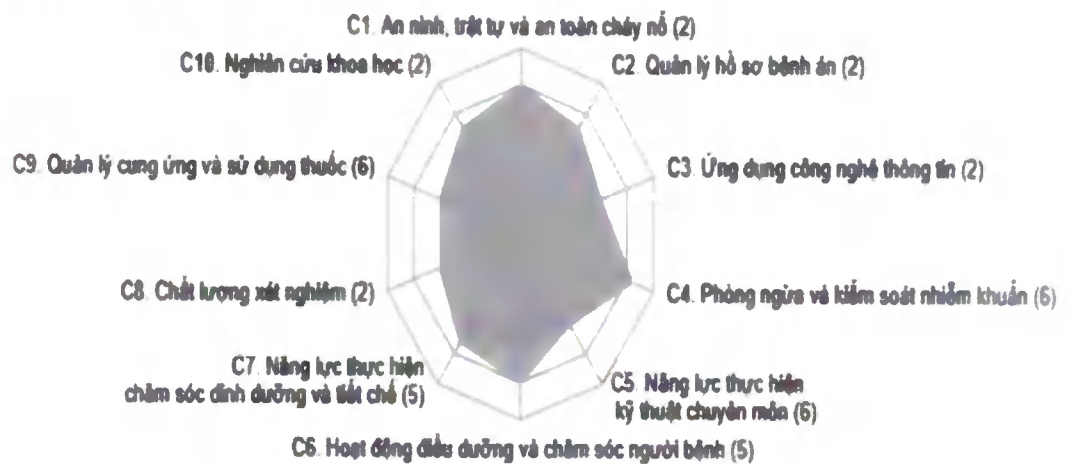 C1. An ninh, trật tự và an toàn cháy nổ (2)
C2. Quản lý hồ sơ bệnh án (2)
C3. Ứng dụng công nghệ thông tin (2)
C4. Phòng ngừa và kiểm soát nhiễm khuẩn (6)
C5. Năng lực thực hiện
kỹ thuật chuyên môn (6)
C6. Hoạt động điều dưỡng và chăm sóc người bệnh (5)
C7. Năng lực thực hiện
chăm sóc dinh dưỡng và tiết chế (5)
C8. Chất lượng xét nghiệm (2)
C9. Quản lý cung ứng và sử dụng thuốc (6)
C10. Nghiên cứu khoa học (2)